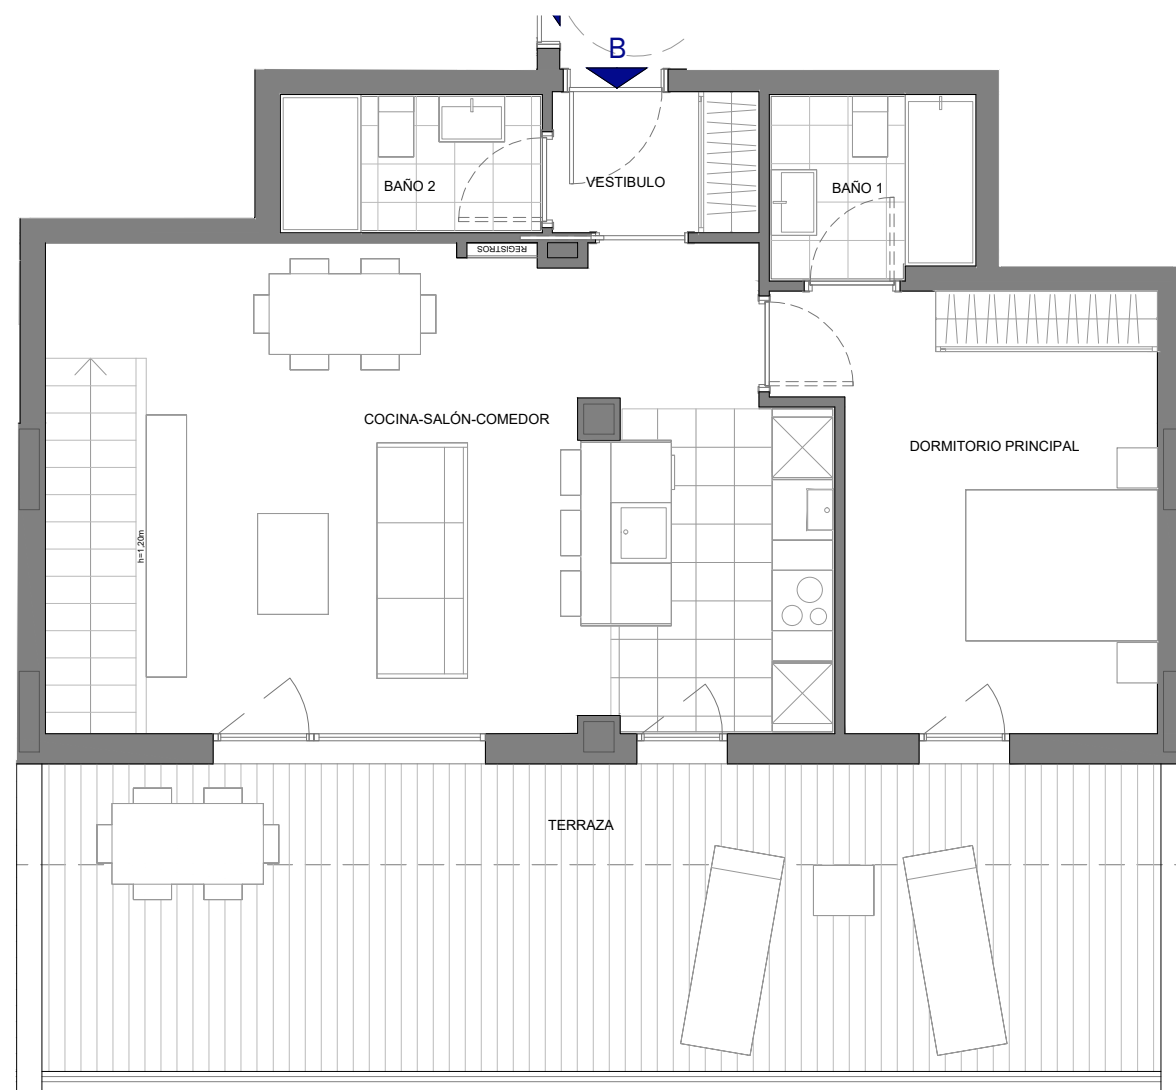 B
BAÑO 2
VESTIBULO
BAÑO 1
REGISTROS
COCINA-SALÓN-COMEDOR
DORMITORIO PRINCIPAL
h=1,20m
TERRAZA